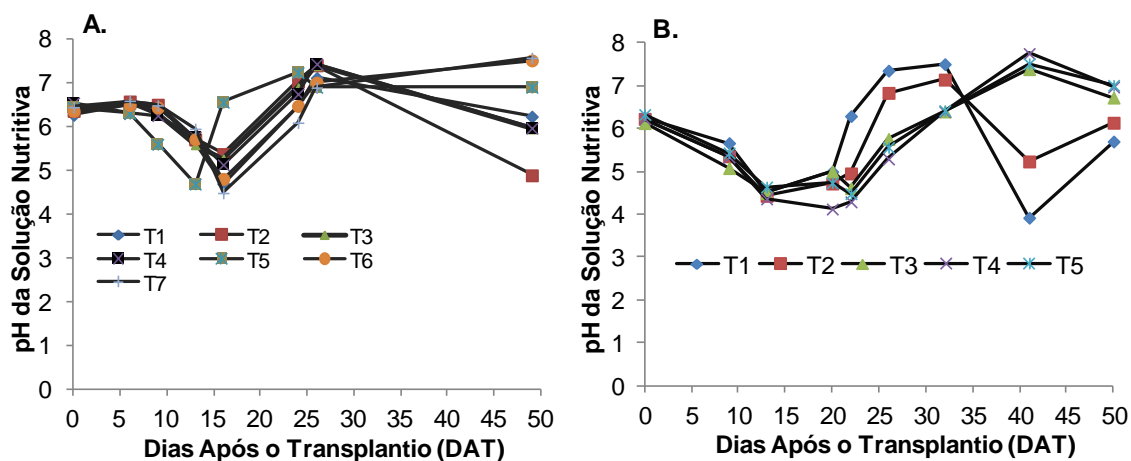 A.
pH da Solução Nutritiva
8
7
6
5
4
3
2
1
0
T1 T2 T3
T4 T5 T6
T7
0 5 10 15 20 25 30 35 40 45 50
Dias Após o Transplantio (DAT)
B.
pH da Solução Nutritiva
8
7
6
5
4
3
2
1
0
T1 T2 T3 T4 T5
0 5 10 15 20 25 30 35 40 45 50
Dias Após o Transplantio (DAT)